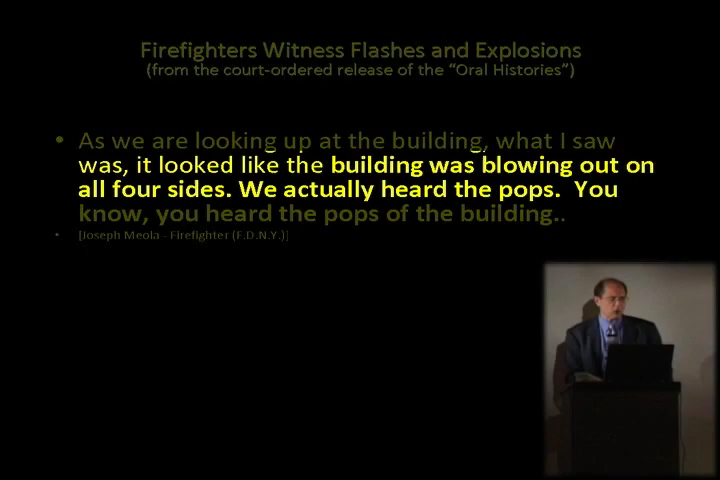 Firefighters Witness Flashes and Explosions
(from the court-ordered release of the “Oral Histories”)
• As we are looking up at the building, what I saw
was, it looked like the building was blowing out on
all four sides. We actually heard the pops.  You
know, you heard the pops of the building..
• [Joseph Meola - Firefighter (F.D.N.Y.)]